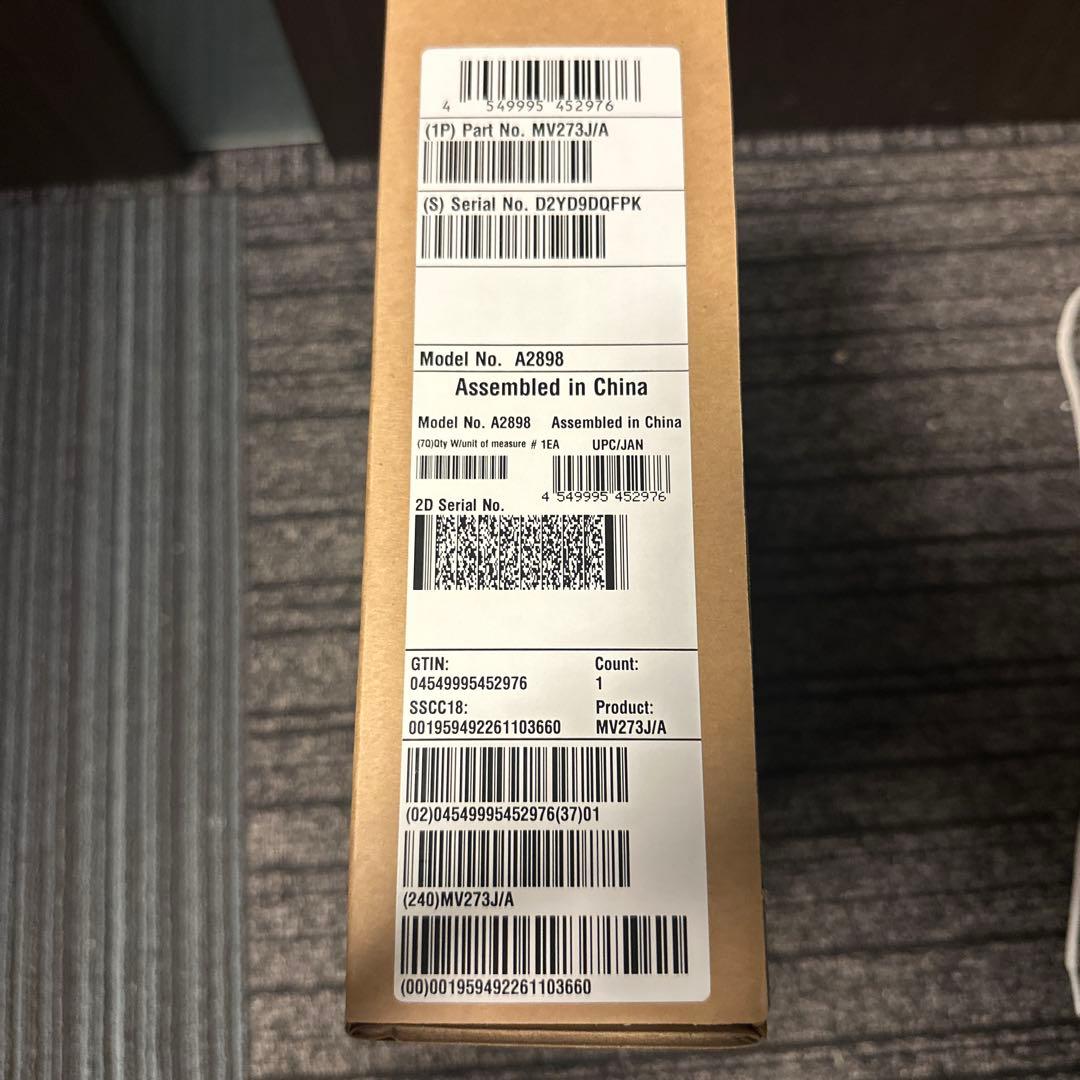 4 549995 452976
(1P) Part No. MV273J/A
(S) Serial No. D2YD9DQFPK
Model No. A2898
Assembled in China
Model No. A2898 Assembled in China
(7Q)Qty W/unit of measure # 1EA UPC/JAN
4 549995 452976
2D Serial No.
GTIN: Count:
04549995452976 1
SSCC18: Product:
001959492261103660 MV273J/A
(02)04549995452976(37)01
(240)MV273J/A
(00)001959492261103660